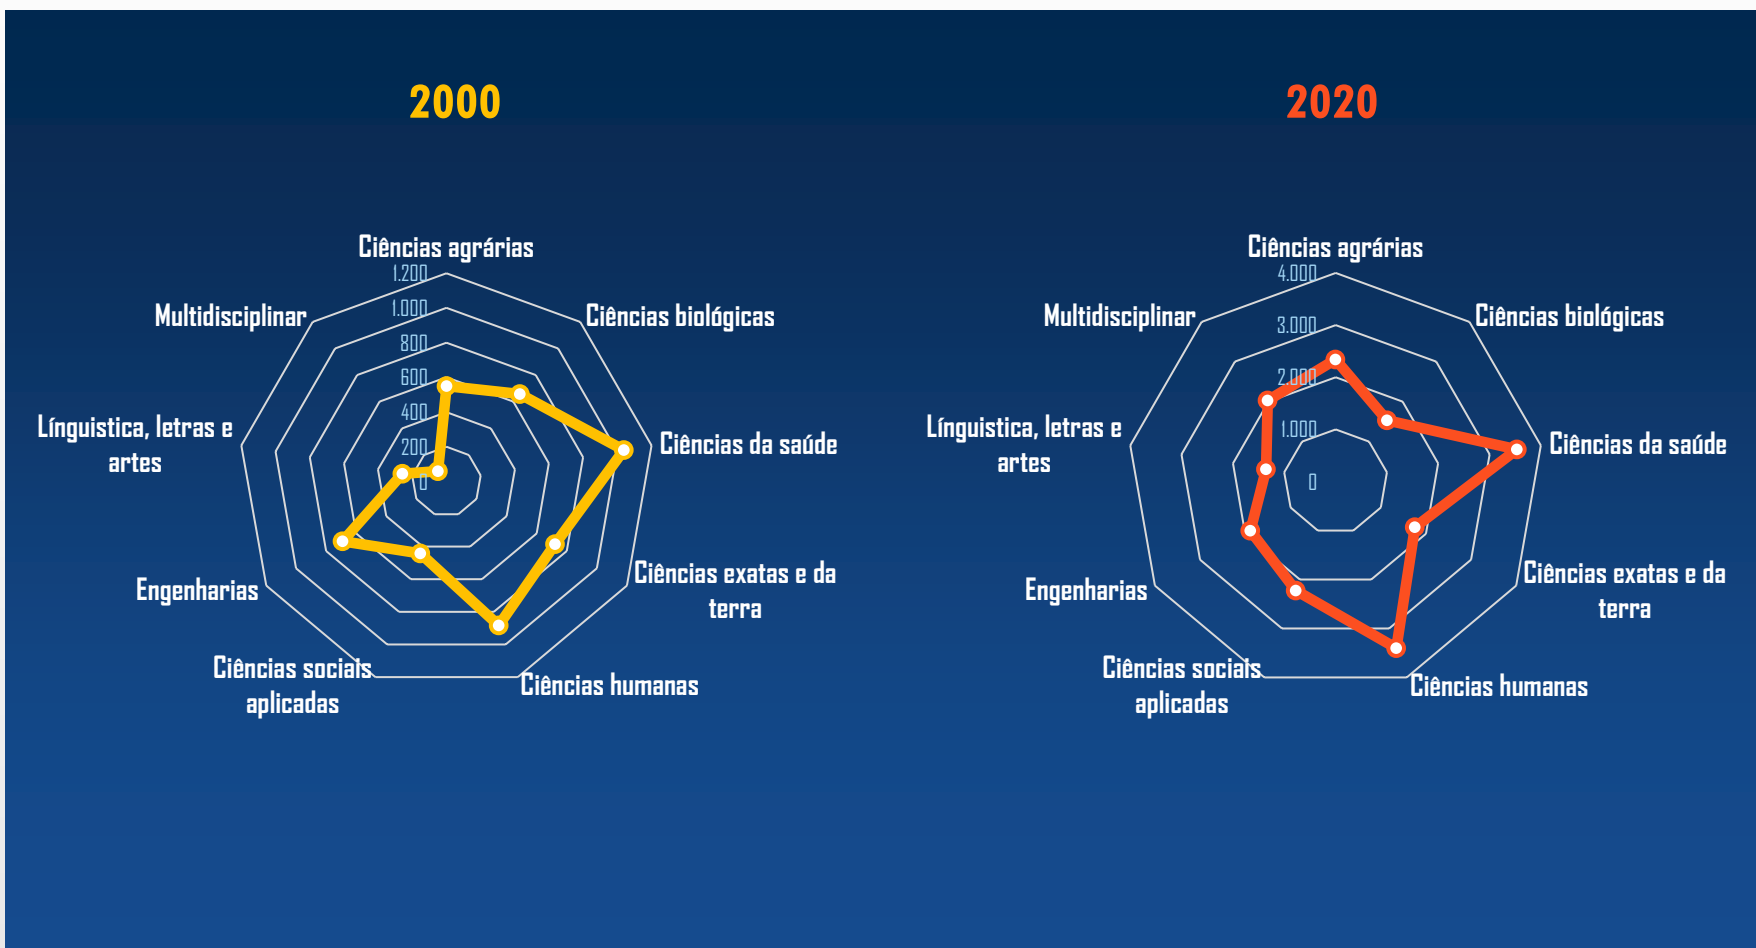 2000
Ciências agrárias
1.200
1.000
800
600
400
200
0
Ciências biológicas
Ciências da saúde
Ciências exatas e da
terra
Ciências humanas
Ciências sociais
aplicadas
Engenharias
Línguistica, letras e
artes
Multidisciplinar
2020
Ciências agrárias
4.000
3.000
2.000
1.000
0
Ciências biológicas
Ciências da saúde
Ciências exatas e da
terra
Ciências humanas
Ciências sociais
aplicadas
Engenharias
Línguistica, letras e
artes
Multidisciplinar